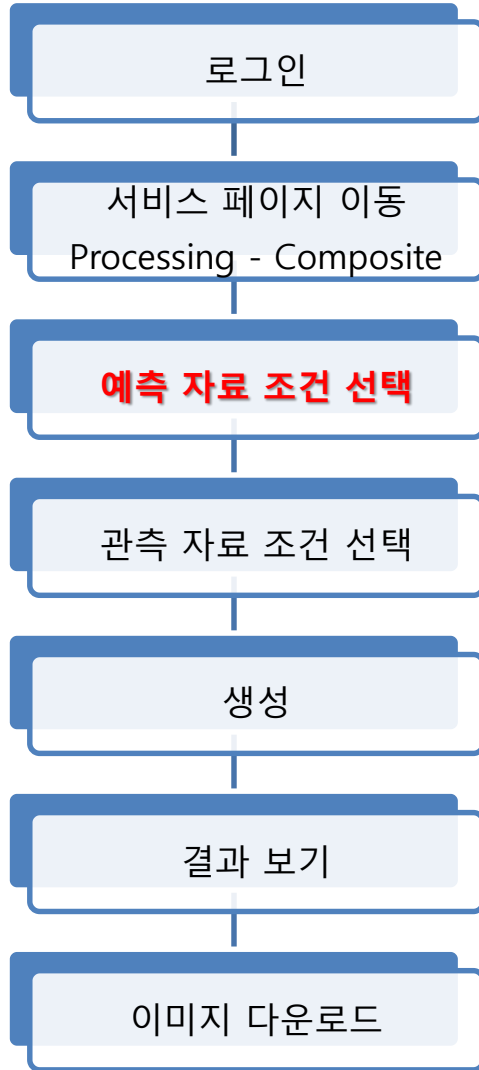 로그인
서비스 페이지 이동
Processing - Composite
예측 자료 조건 선택
관측 자료 조건 선택
생성
결과 보기
이미지 다운로드